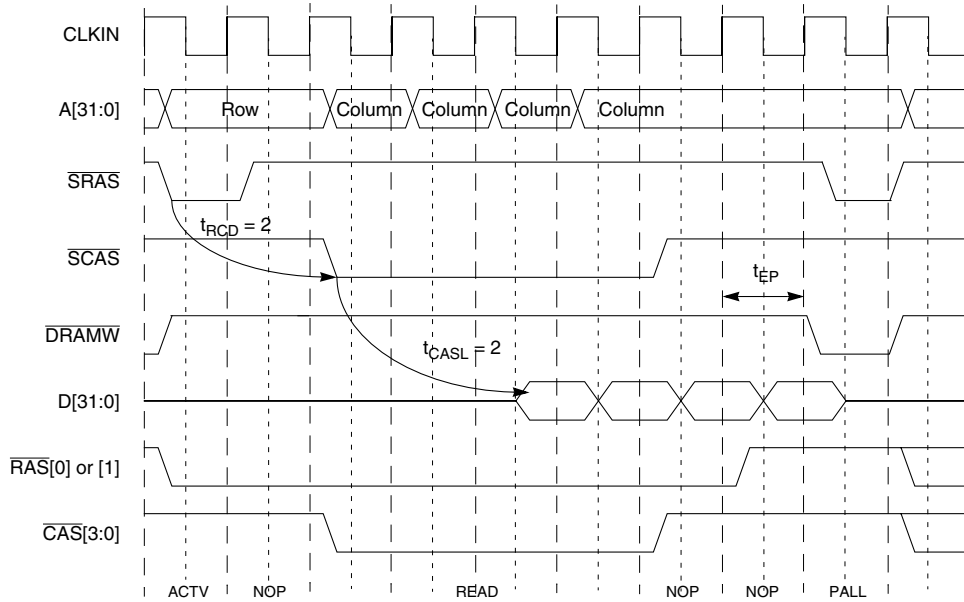 CLKIN
A[31:0] Row Column Column Column Column
SRAS
tRCD = 2
SCAS
tEP
DRAMW
tCASL = 2
D[31:0]
RAS[0] or [1]
CAS[3:0]
ACTV NOP READ NOP NOP PALL